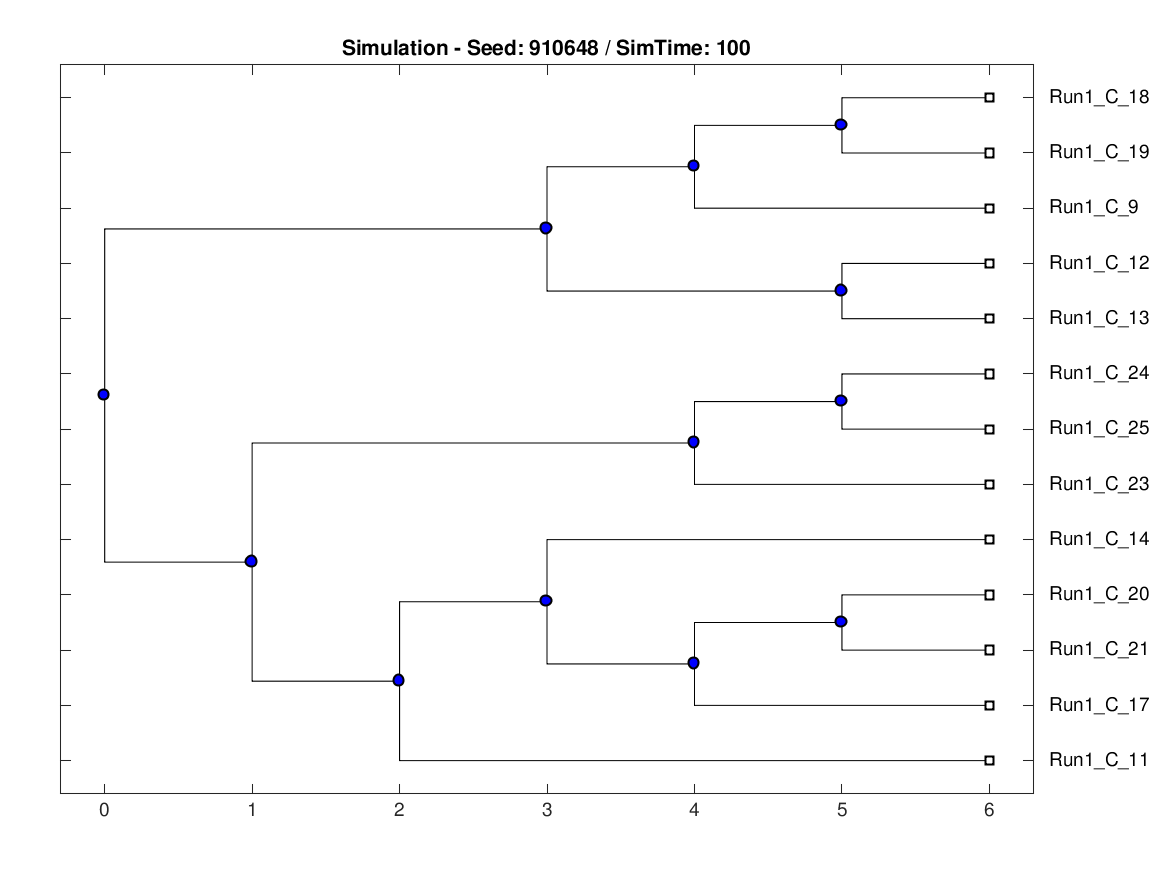 Simulation - Seed: 910648 / SimTime: 100
Run1_C_18
Run1_C_19
Run1_C_9
Run1_C_12
Run1_C_13
Run1_C_24
Run1_C_25
Run1_C_23
Run1_C_14
Run1_C_20
Run1_C_21
Run1_C_17
Run1_C_11
0 1 2 3 4 5 6